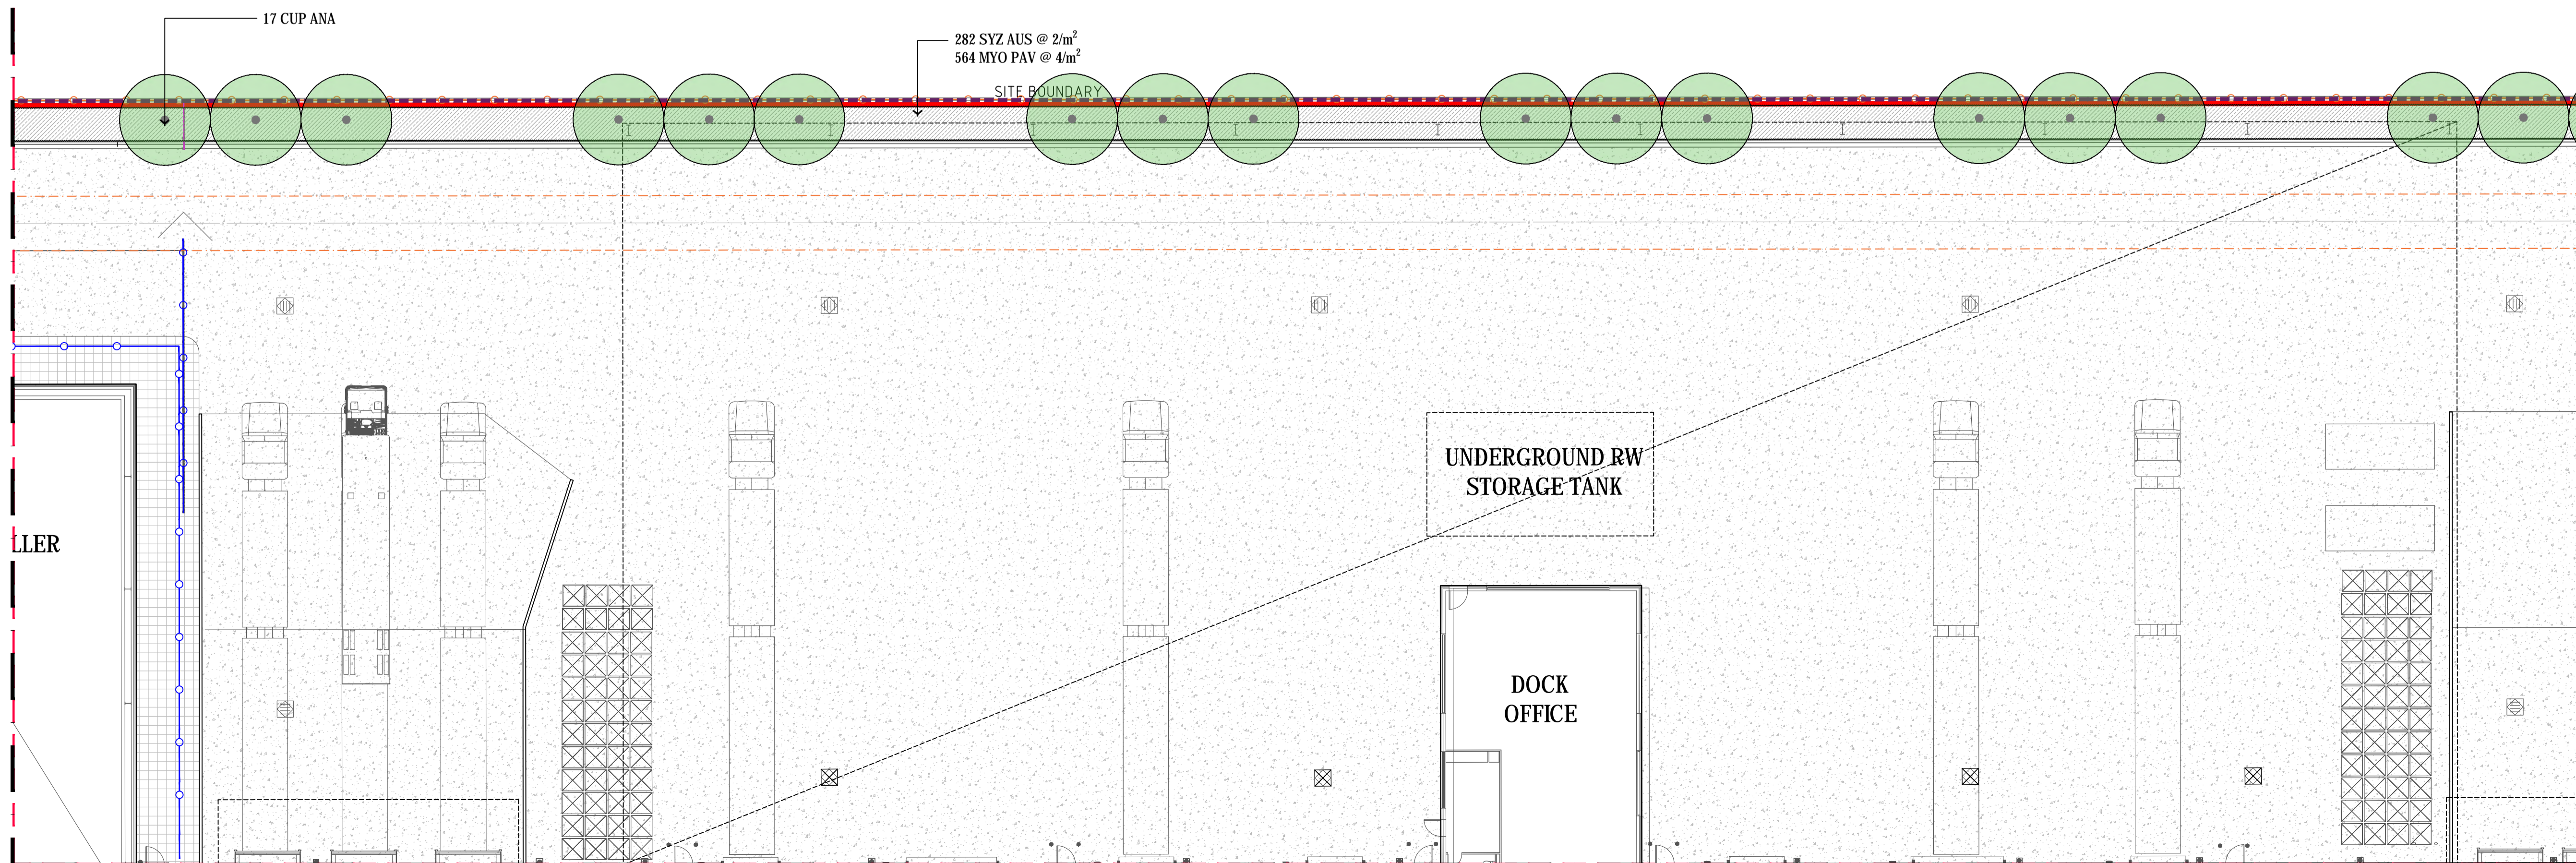 17 CUP ANA
282 SYZ AUS @ 2/m²
564 MYO PAV @ 4/m²
SITE BOUNDARY
UNDERGROUND RW
STORAGE TANK
LLER
DOCK
OFFICE